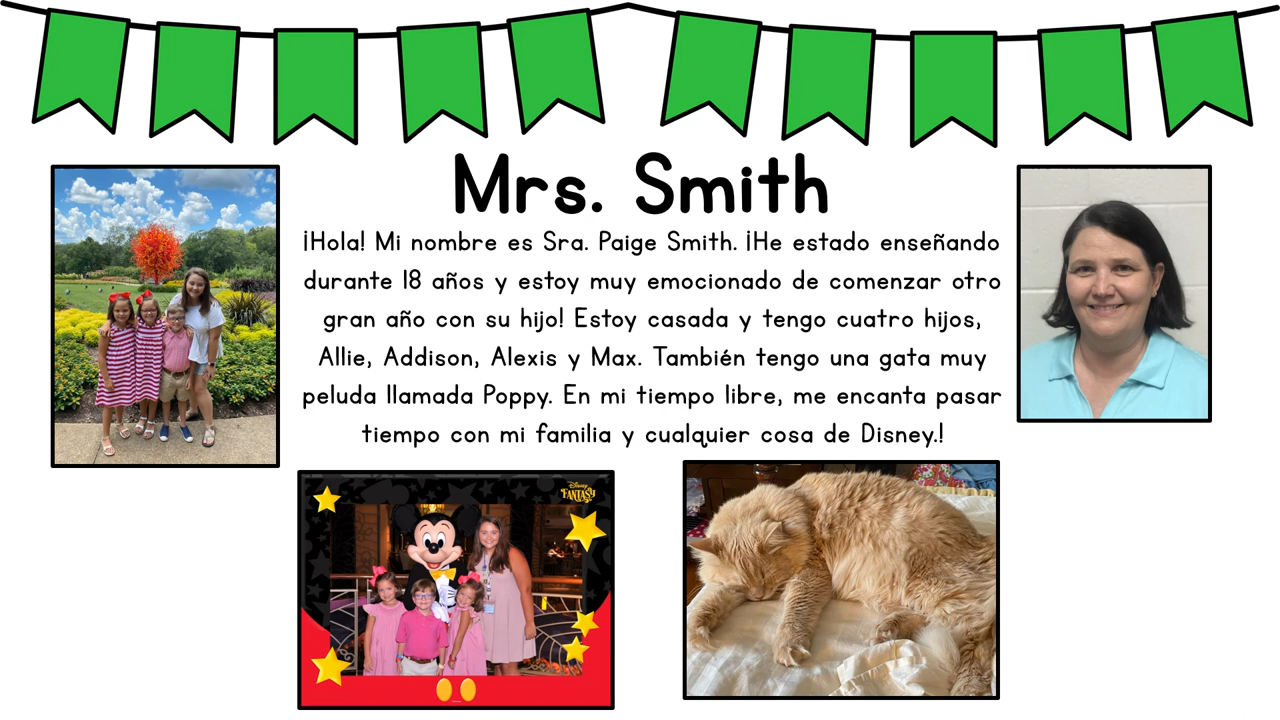 Mrs. Smith
¡Hola! Mi nombre es Sra. Paige Smith. ¡He estado enseñando
durante 18 años y estoy muy emocionado de comenzar otro
gran año con su hijo! Estoy casada y tengo cuatro hijos,
Allie, Addison, Alexis y Max. También tengo una gata muy
peluda llamada Poppy. En mi tiempo libre, me encanta pasar
tiempo con mi familia y cualquier cosa de Disney.!
Disney
FANTASY